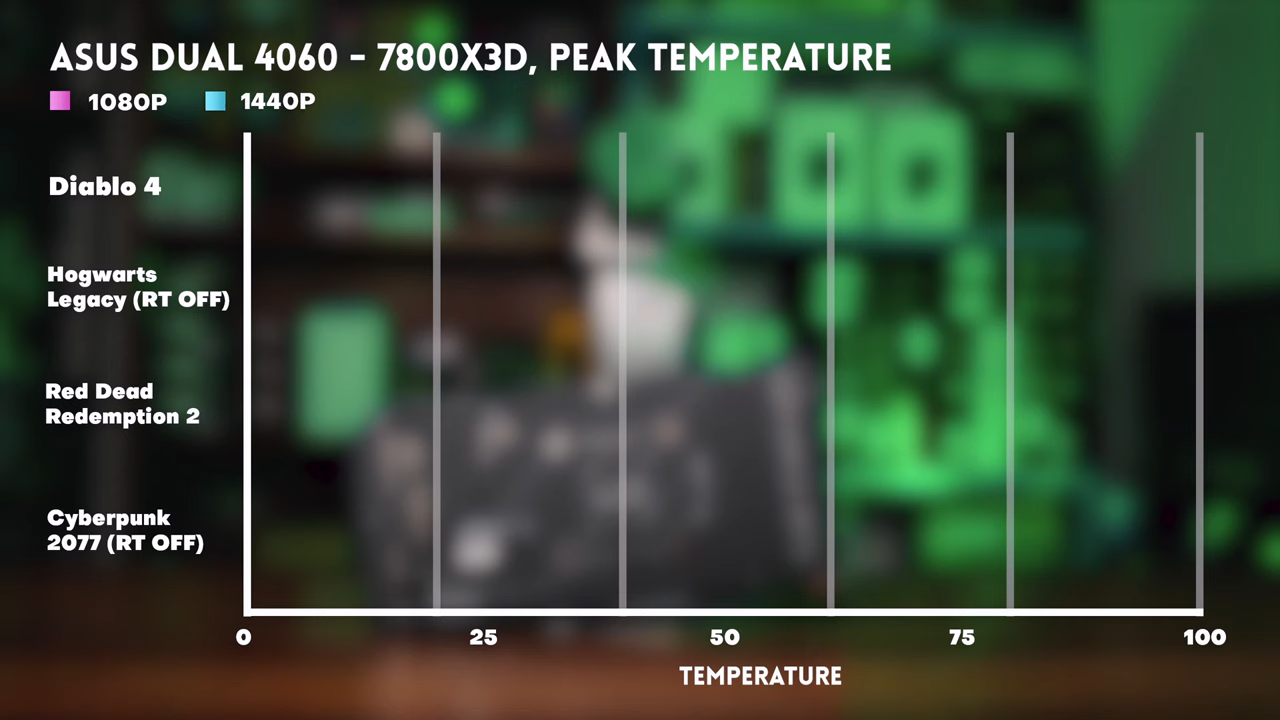 ASUS DUAL 4060 - 7800X3D, PEAK TEMPERATURE
1080P 1440P
Diablo 4
Hogwarts
Legacy (RT OFF)
Red Dead
Redemption 2
Cyberpunk
2077 (RT OFF)
0 25 50 75 100
TEMPERATURE